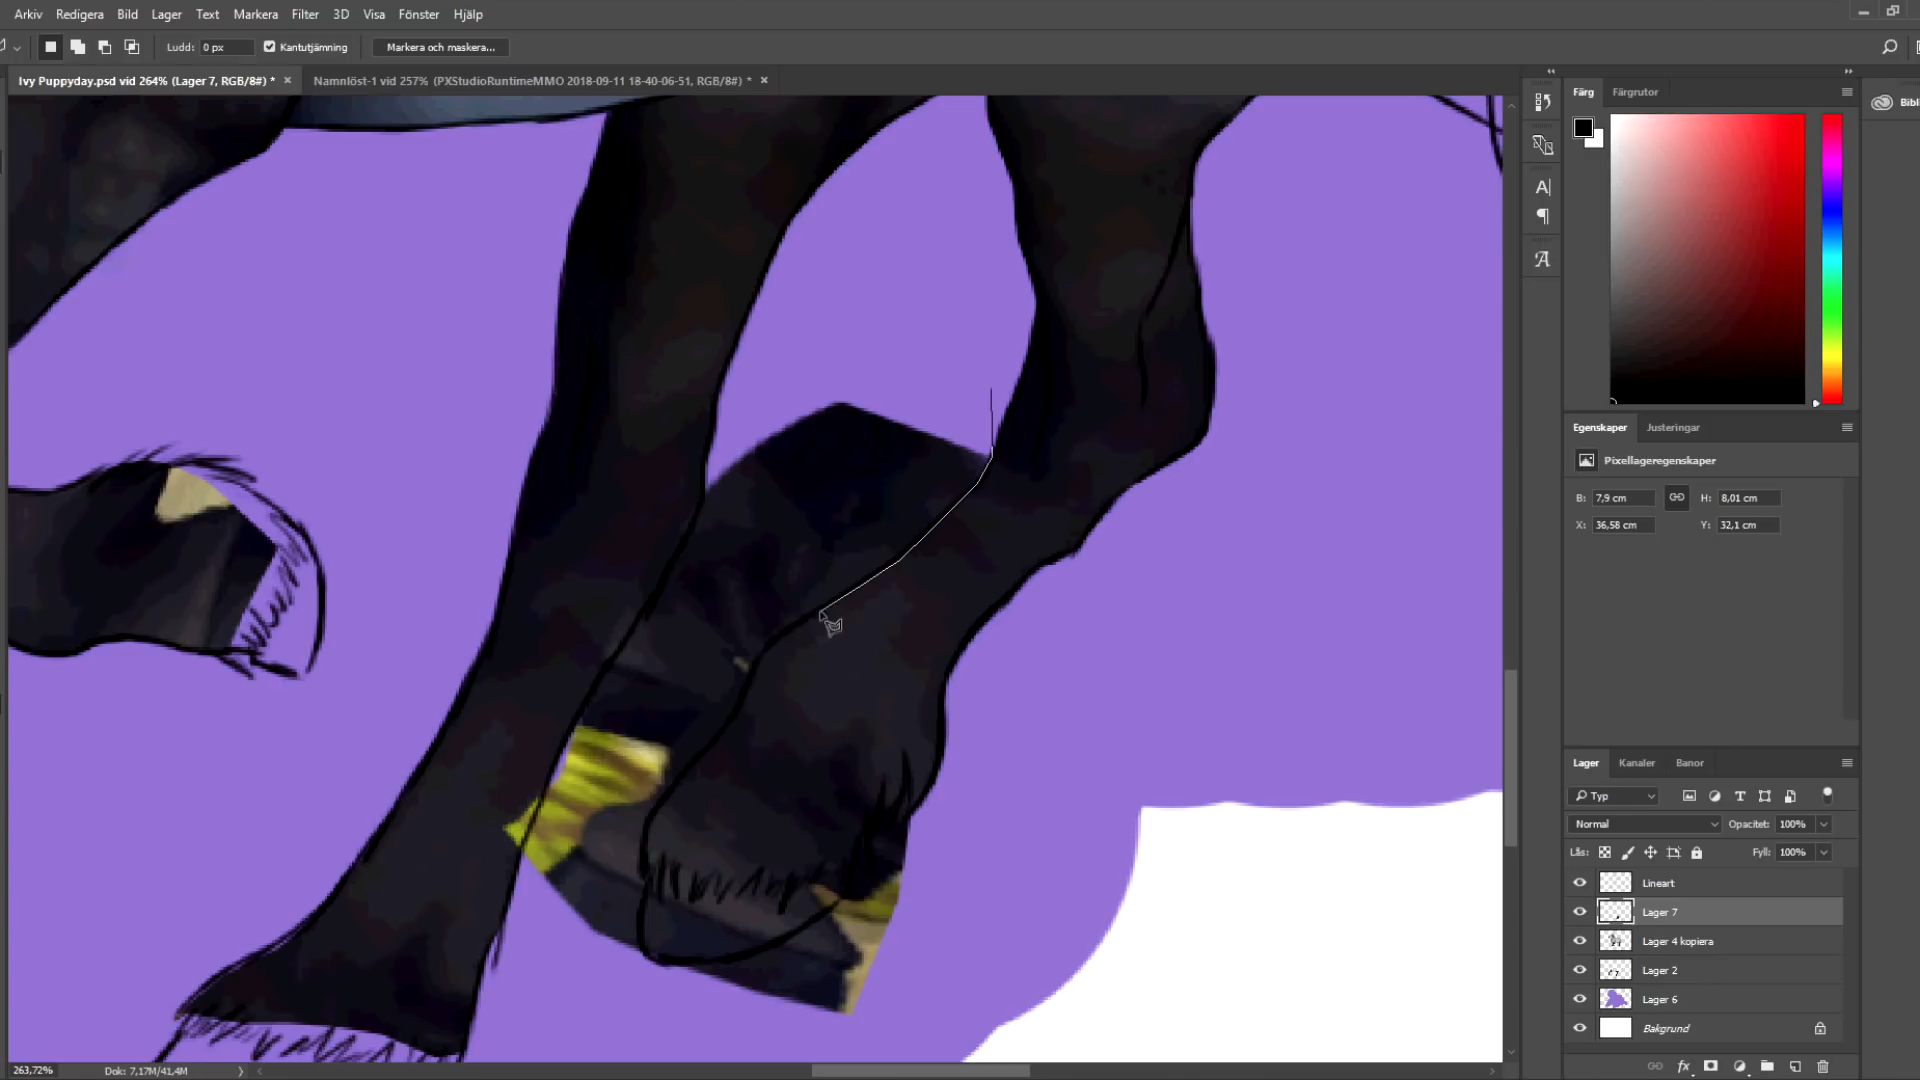 Arkiv Redigera Bild Lager Text Markera Filter 3D Visa Fönster Hjälp
Ludd: 0 px Kantutjämning Markera och maskera...
Ivy Puppyday.psd vid 264% (Lager 7, RGB/8#) * × Namnlöst-1 vid 257% (PXStudioRuntimeMMO 2018-09-11 18-40-06-51, RGB/8#) * ×
Färg Färgrutor
Bibl
Egenskaper Justeringar
Pixellageregenskaper
B: 7,9 cm H: 8,01 cm
X: 36,58 cm Y: 32,1 cm
Lager Kanaler Banor
Typ
Normal Opacitet: 100%
Lås: Fyll: 100%
Lineart
Lager 7
Lager 4 kopiera
Lager 2
Lager 6
Bakgrund
263,72% Dok: 7,17M/41,4M